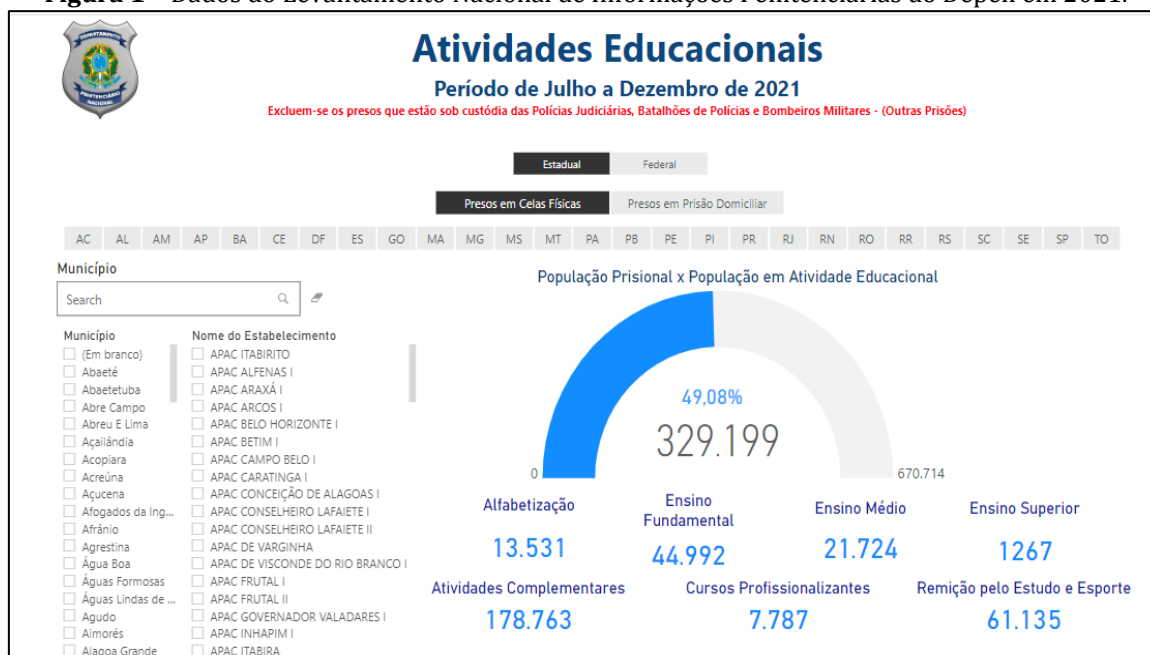 Figura 1 - Dados do Levantamento Nacional de Informações Penitenciárias do Depen em 2021.
DEPARTAMENTO
PENITENCIÁRIO
NACIONAL
Atividades Educacionais
Período de Julho a Dezembro de 2021
Excluem-se os presos que estão sob custódia das Polícias Judiciárias, Batalhões de Polícias e Bombeiros Militares - (Outras Prisões)
Estadual Federal
Presos em Celas Físicas Presos em Prisão Domiciliar
AC AL AM AP BA CE DF ES GO MA MG MS MT PA PB PE PI PR RJ RN RO RR RS SC SE SP TO
Município
Search
Município
(Em branco)
Abaeté
Abaetetuba
Abre Campo
Abreu E Lima
Açailândia
Acopiara
Acreúna
Açucena
Afogados da Ing...
Afrânio
Agrestina
Água Boa
Águas Formosas
Águas Lindas de ...
Agudo
Aimorés
Alagoa Grande
Nome do Estabelecimento
APAC ITABIRITO
APAC ALFENAS I
APAC ARAXÁ I
APAC ARCOS I
APAC BELO HORIZONTE I
APAC BETIM I
APAC CAMPO BELO I
APAC CARATINGA I
APAC CONCEIÇÃO DE ALAGOAS I
APAC CONSELHEIRO LAFAIETE I
APAC CONSELHEIRO LAFAIETE II
APAC DE VARGINHA
APAC DE VISCONDE DO RIO BRANCO I
APAC FRUTAL I
APAC FRUTAL II
APAC GOVERNADOR VALADARES I
APAC INHAPIM I
APAC ITABIRA
População Prisional x População em Atividade Educacional
49,08%
329.199
0
670.714
Alfabetização
13.531
Ensino
Fundamental
44.992
Ensino Médio
21.724
Ensino Superior
1267
Atividades Complementares
178.763
Cursos Profissionalizantes
7.787
Remição pelo Estudo e Esporte
61.135